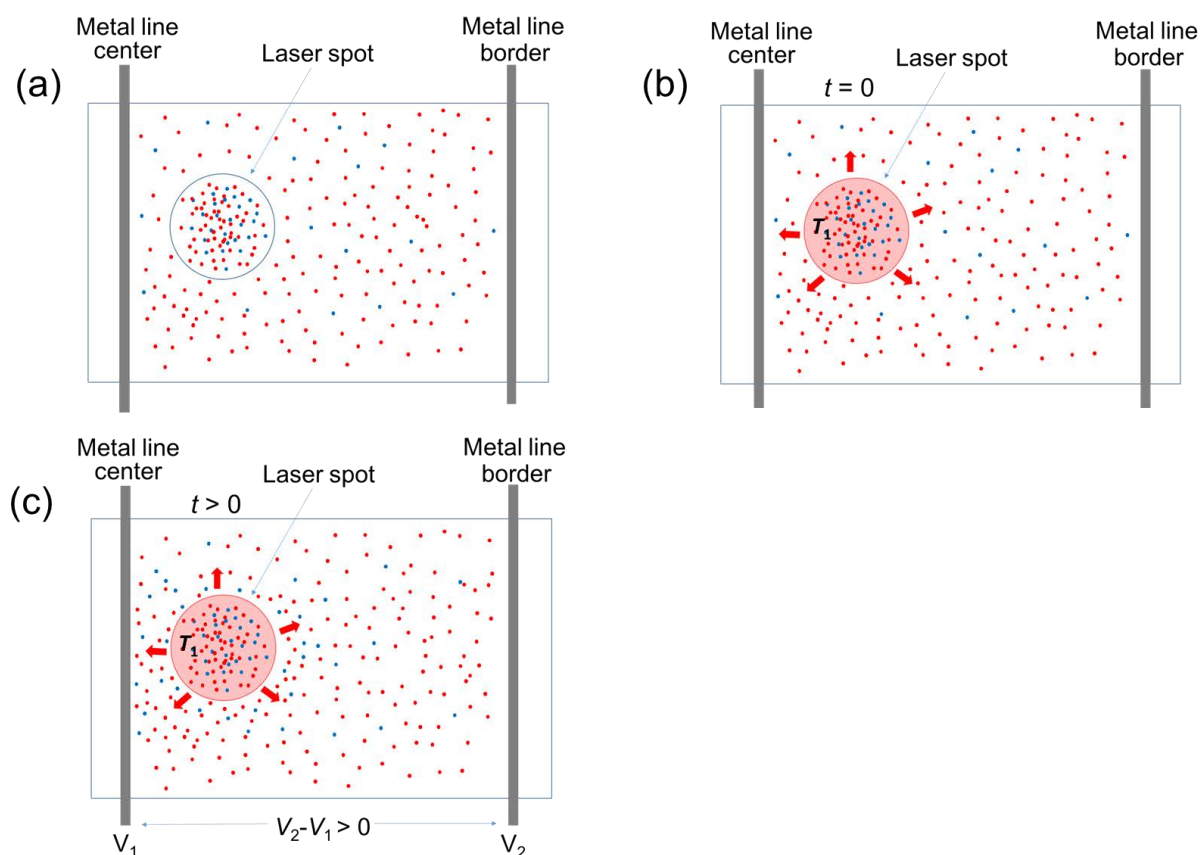 (a)
Metal line
center
Laser spot
Metal line
border
(b)
Metal line
center
t = 0
Laser spot
Metal line
border
T1
(c)
Metal line
center
t > 0
Laser spot
Metal line
border
T1
V1
V2-V1 > 0
V2